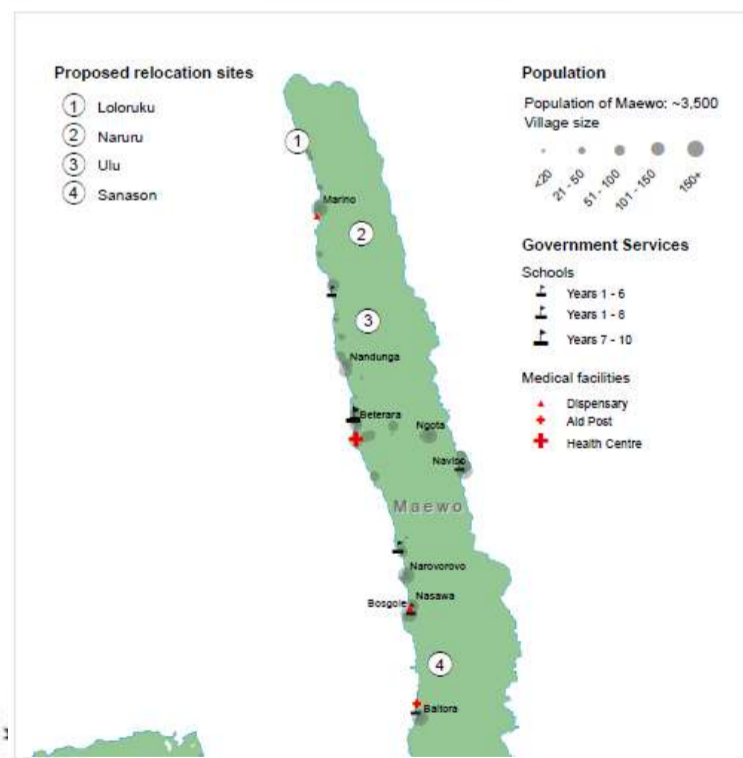 Proposed relocation sites
1 Loloruku
2 Naruru
3 Ulu
4 Sanason
Population
Population of Maewo: ~3,500
Village size
<20
21 - 50
51 - 100
101 - 150
150+
Government Services
Schools
Years 1 - 6
Years 1 - 8
Years 7 - 10
Medical facilities
Dispensary
Aid Post
Health Centre
1
Marino
2
3
Nandunga
Beterara
Ngota
Naviso
Maewo
Narovorovo
Nasawa
Bosgole
4
Baitora